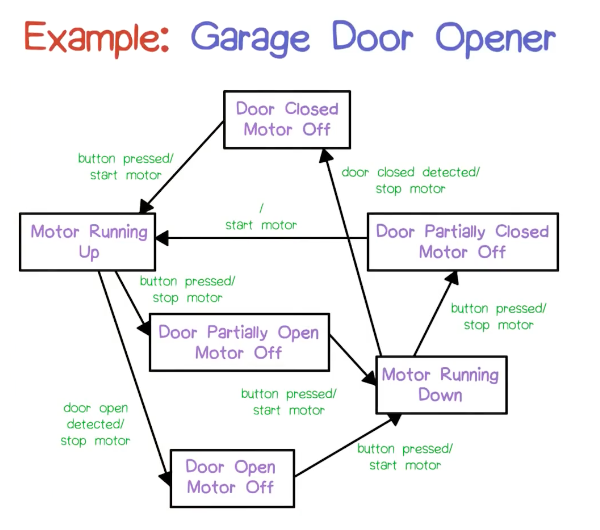 Example: Garage Door Opener
Door Closed
Motor Off
button pressed/
start motor
door closed detected/
stop motor
/
start motor
Motor Running
Up
Door Partially Closed
Motor Off
button pressed/
stop motor
button pressed/
stop motor
Door Partially Open
Motor Off
Motor Running
Down
button pressed/
start motor
door open
detected/
stop motor
button pressed/
start motor
Door Open
Motor Off